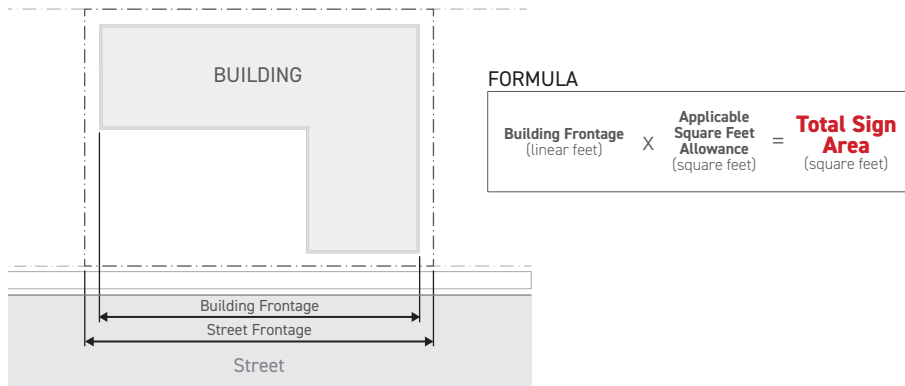 BUILDING
FORMULA
Building Frontage
(linear feet)
X
Applicable
Square Feet
Allowance
(square feet)
=
Total Sign
Area
(square feet)
Building Frontage
Street Frontage
Street